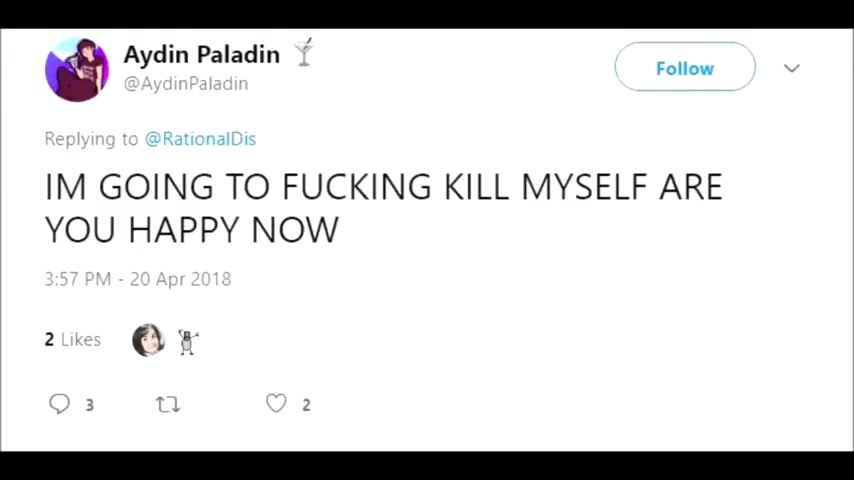 Aydin Paladin
@AydinPaladin
Follow
Replying to @RationalDis
IM GOING TO FUCKING KILL MYSELF ARE
YOU HAPPY NOW
3:57 PM - 20 Apr 2018
2 Likes
3
2